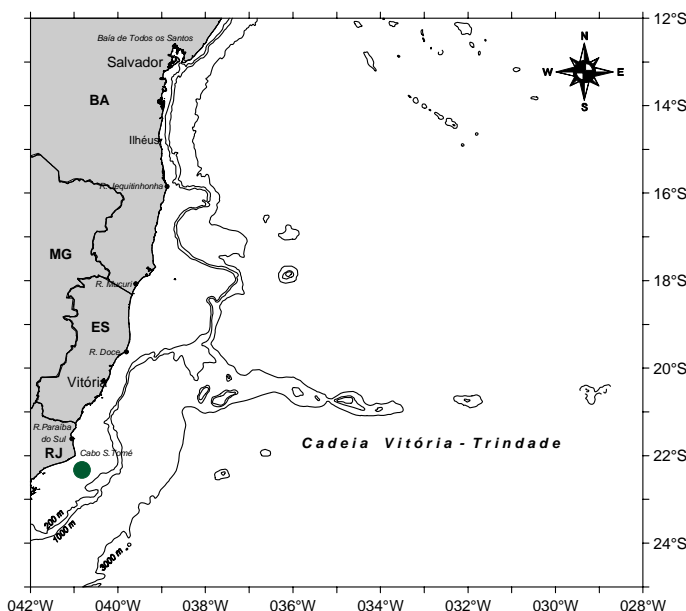 12°S
Baía de Todos os Santos
N
Salvador
W
E
BA
S
14°S
Ilhéus
R. Jequitinhonha
16°S
MG
R. Mucuri
18°S
ES
R. Doce
20°S
Vitória
R.Paraíba
do Sul
Cadeia Vitória - Trindade
RJ
Cabo S.Tomé
22°S
200 m
1000 m
3000 m
24°S
042°W
040°W
038°W
036°W
034°W
032°W
030°W
028°W